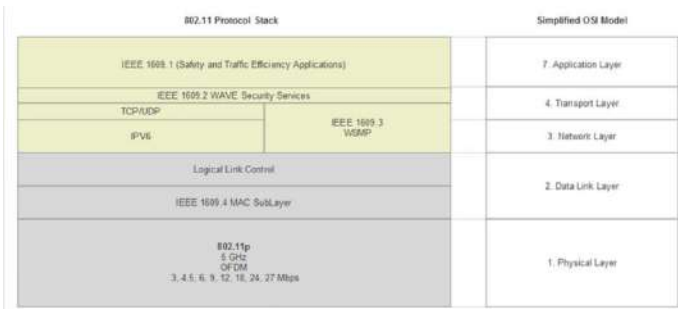 802.11 Protocol Stack
Simplified OSI Model
IEEE 1609.1 (Safety and Traffic Efficiency Applications)
7. Application Layer
IEEE 1609.2 WAVE Security Services
4. Transport Layer
TCP/UDP
IEEE 1609.3
WSMP
IPV6
3. Network Layer
Logical Link Control
2. Data Link Layer
IEEE 1609.4 MAC SubLayer
802.11p
5 GHz
OFDM
3, 4.5, 6, 9, 12, 18, 24, 27 Mbps
1. Physical Layer